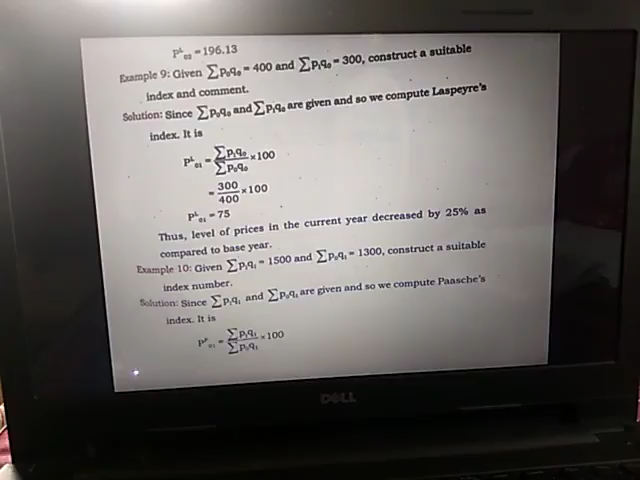 Pᴸ₀₂ = 196.13
Example 9: Given ∑p₀q₀ = 400 and ∑p₁q₀ = 300, construct a suitable
index and comment.
Solution: Since ∑p₀q₀ and ∑p₁q₀ are given and so we compute Laspeyre's
index. It is
Pᴸ₀₁ = ∑p₁q₀ / ∑p₀q₀ × 100
= 300 / 400 × 100
Pᴸ₀₁ = 75
Thus, level of prices in the current year decreased by 25% as
compared to base year.
Example 10: Given ∑p₁q₁ = 1500 and ∑p₀q₁ = 1300, construct a suitable
index number.
Solution: Since ∑p₁q₁ and ∑p₀q₁ are given and so we compute Paasche's
index. It is
Pᴾ₀₁ = ∑p₁q₁ / ∑p₀q₁ × 100
DELL